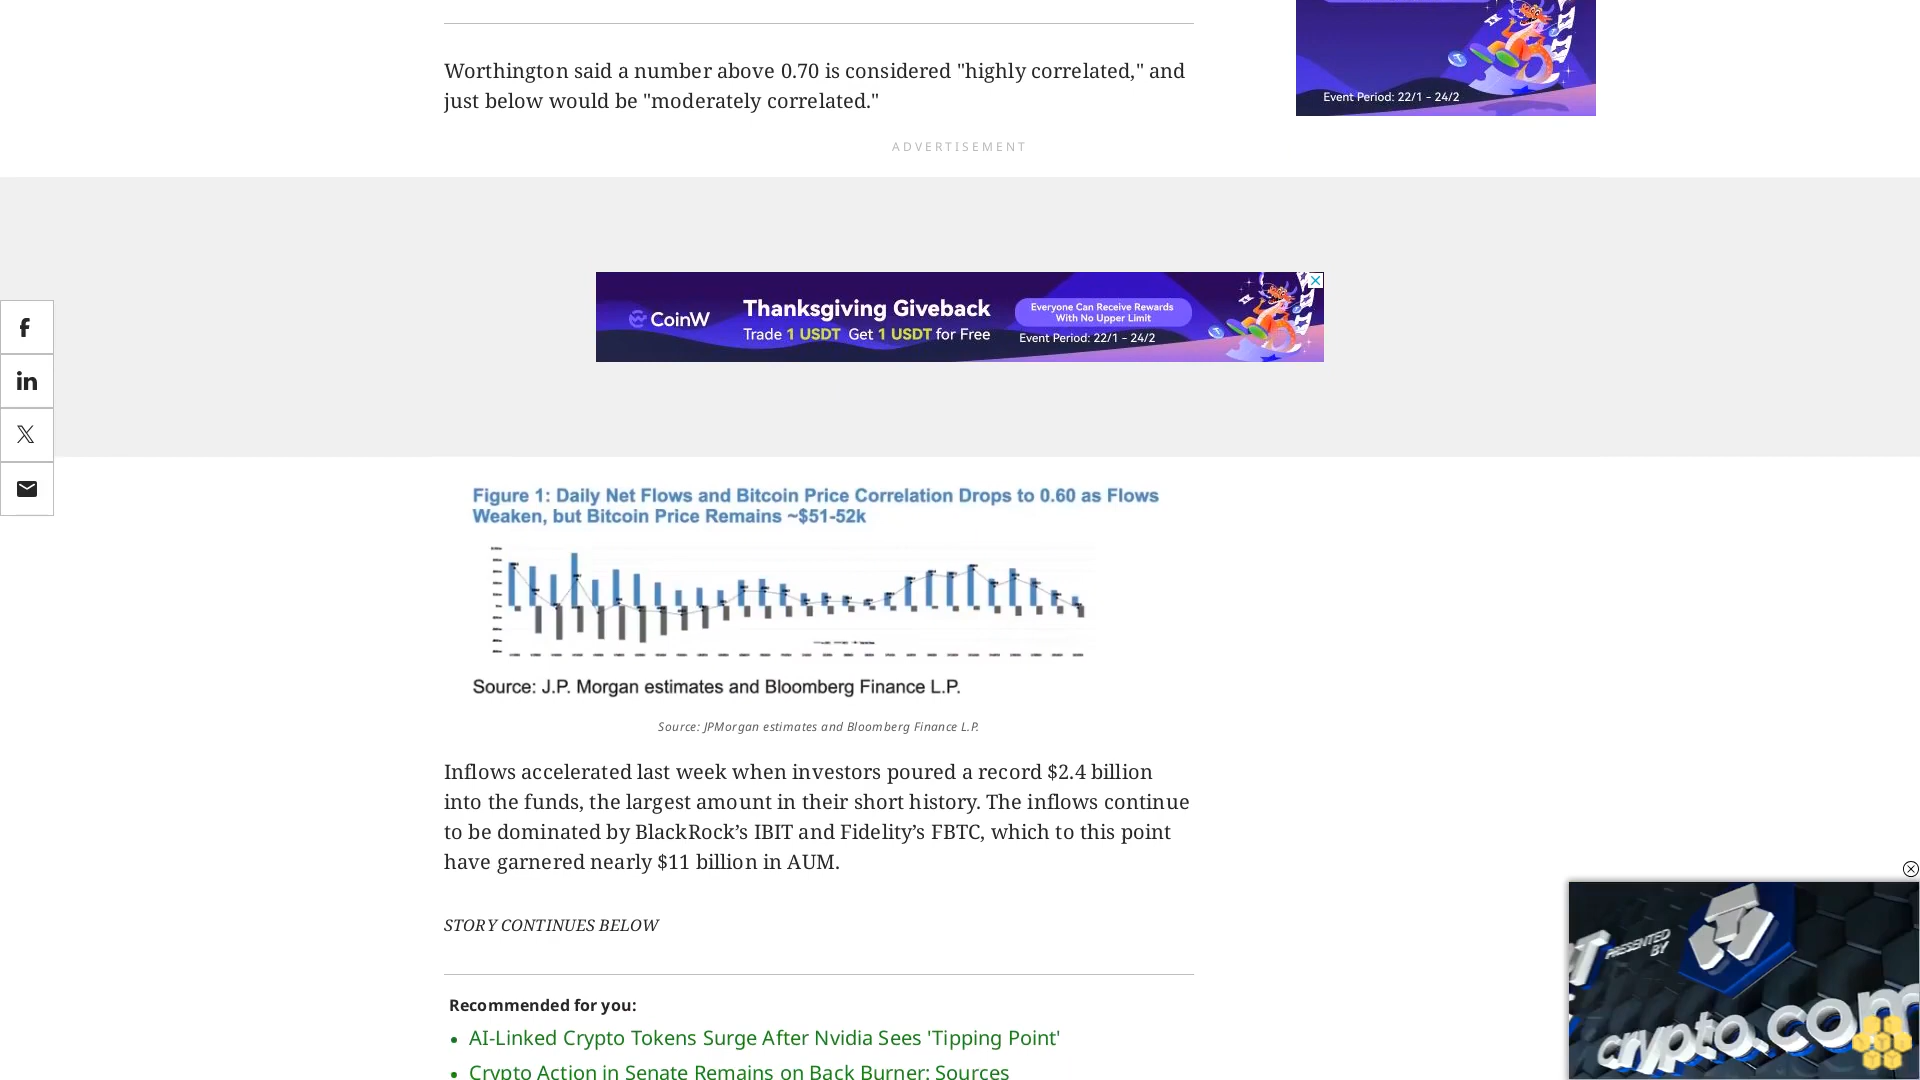 Worthington said a number above 0.70 is considered "highly correlated," and
just below would be "moderately correlated."
Event Period: 22/1 - 24/2
ADVERTISEMENT
CoinW
Thanksgiving Giveback
Trade 1 USDT Get 1 USDT for Free
Everyone Can Receive Rewards
With No Upper Limit
Event Period: 22/1 - 24/2
Figure 1: Daily Net Flows and Bitcoin Price Correlation Drops to 0.60 as Flows
Weaken, but Bitcoin Price Remains ~$51-52k
Source: J.P. Morgan estimates and Bloomberg Finance L.P.
Source: JPMorgan estimates and Bloomberg Finance L.P.
Inflows accelerated last week when investors poured a record $2.4 billion
into the funds, the largest amount in their short history. The inflows continue
to be dominated by BlackRock’s IBIT and Fidelity’s FBTC, which to this point
have garnered nearly $11 billion in AUM.
STORY CONTINUES BELOW
Recommended for you:
• AI-Linked Crypto Tokens Surge After Nvidia Sees 'Tipping Point'
• Crypto Action in Senate Remains on Back Burner: Sources
PRESENTED
BY
crypto.com